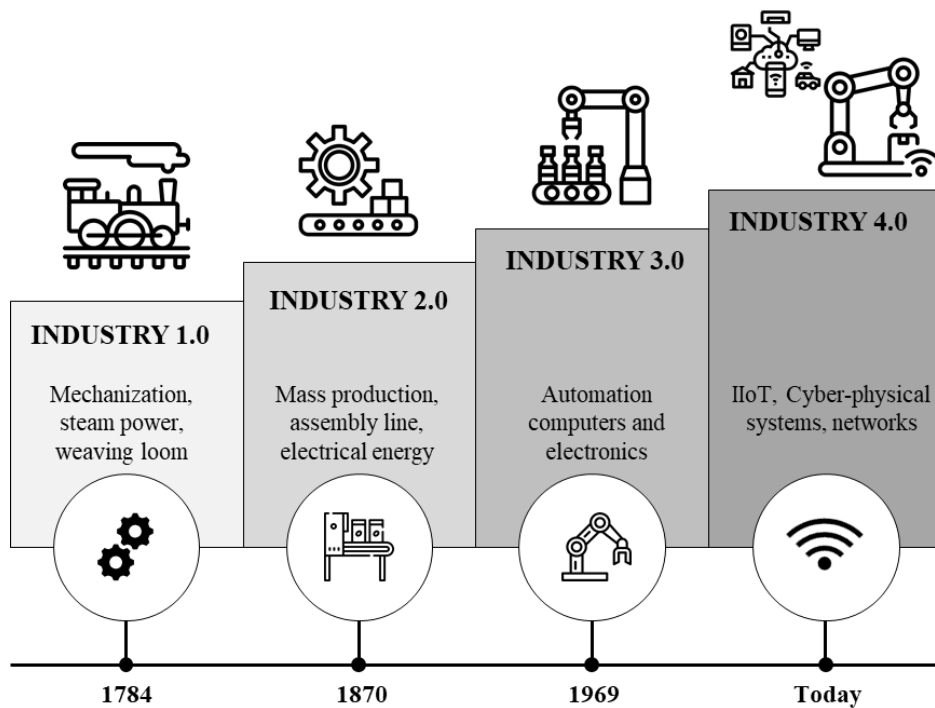 INDUSTRY 1.0
Mechanization,
steam power,
weaving loom
INDUSTRY 2.0
Mass production,
assembly line,
electrical energy
INDUSTRY 3.0
Automation
computers and
electronics
INDUSTRY 4.0
IIoT, Cyber-physical
systems, networks
1784
1870
1969
Today